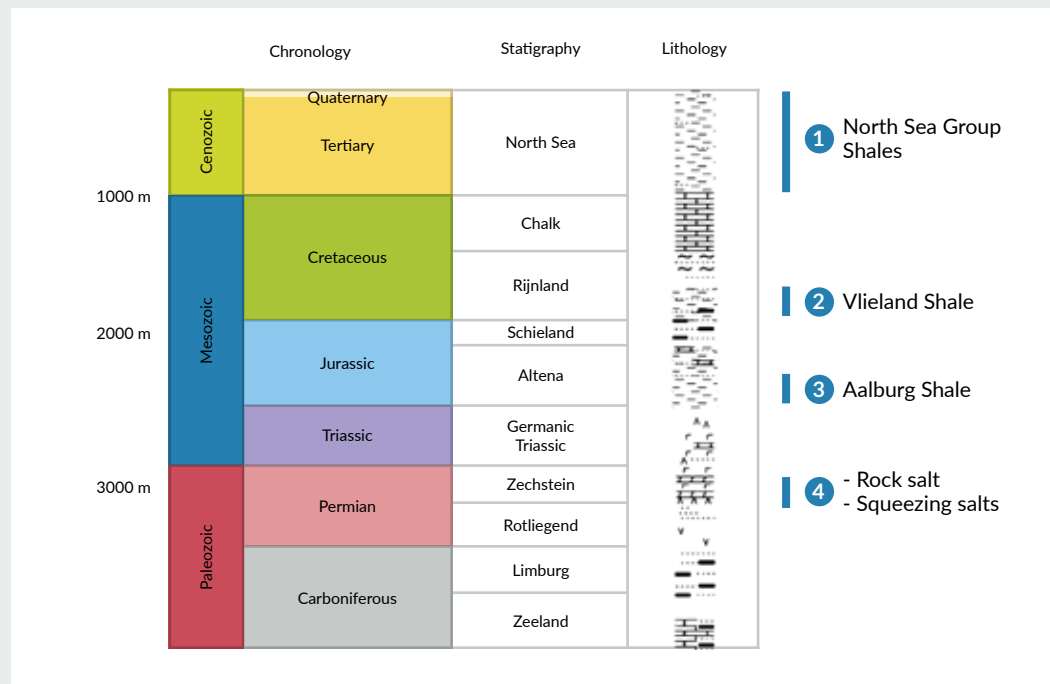 Chronology
Statigraphy
Lithology
Cenozoic
Quaternary
Tertiary
North Sea
1 North Sea Group
Shales
1000 m
Mesozoic
Cretaceous
Chalk
Rijnland
2 Vlieland Shale
2000 m
Jurassic
Schieland
Altena
3 Aalburg Shale
Triassic
Germanic
Triassic
3000 m
Paleozoic
Permian
Zechstein
4 - Rock salt
- Squeezing salts
Rotliegend
Carboniferous
Limburg
Zeeland